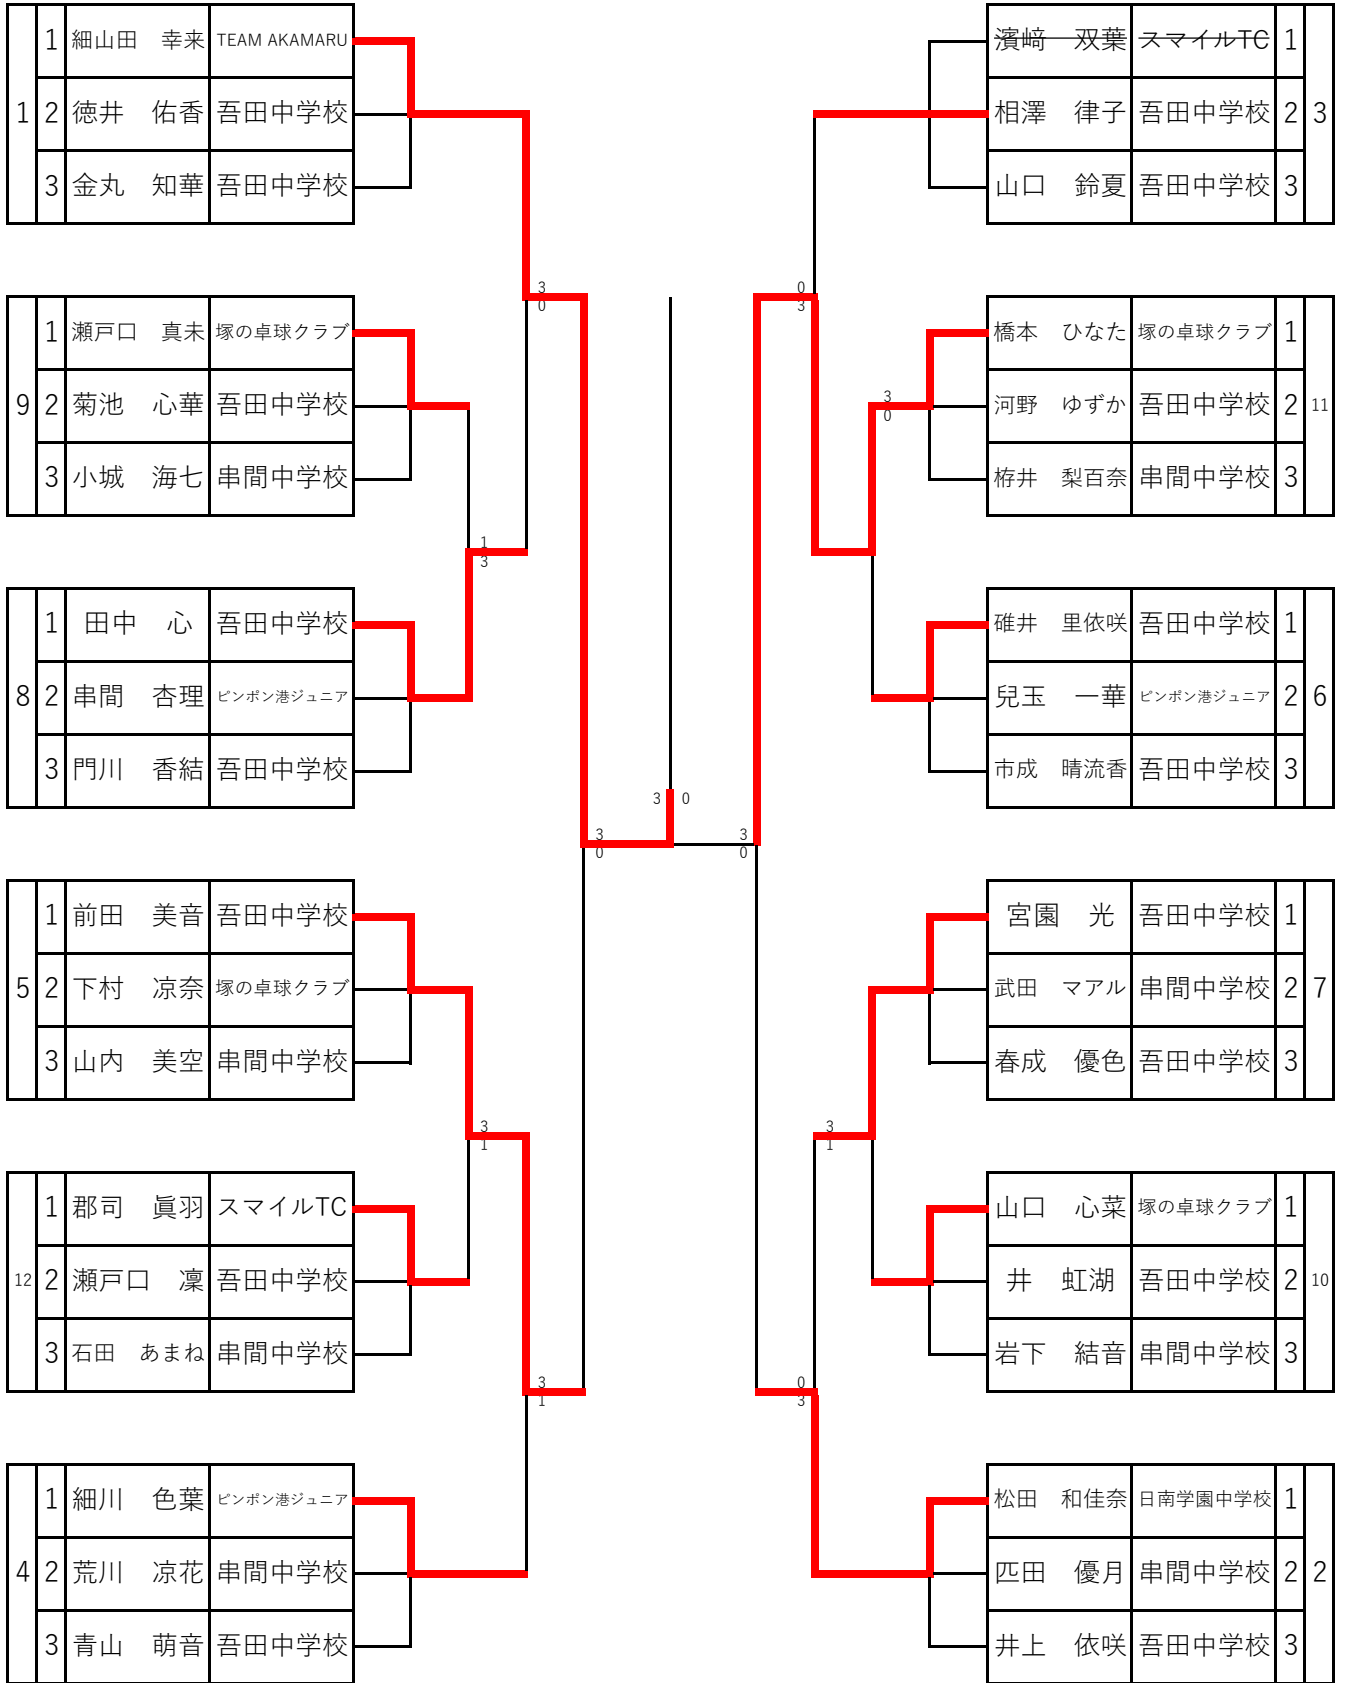 1
1 細山田 幸来 TEAM AKAMARU
2 徳井 佑香 吾田中学校
3 金丸 知華 吾田中学校
9
1 瀬戸口 真未 塚の卓球クラブ
2 菊池 心華 吾田中学校
3 小城 海七 串間中学校
8
1 田中 心 吾田中学校
2 串間 杏理 ピンポン港ジュニア
3 門川 香結 吾田中学校
5
1 前田 美音 吾田中学校
2 下村 凉奈 塚の卓球クラブ
3 山内 美空 串間中学校
12
1 郡司 眞羽 スマイルTC
2 瀬戸口 凜 吾田中学校
3 石田 あまね 串間中学校
4
1 細川 色葉 ピンポン港ジュニア
2 荒川 凉花 串間中学校
3 青山 萌音 吾田中学校
3
0
1
3
3
0
3
1
3
1
3 0
0
3
3
0
3
0
3
1
0
3
濱﨑 双葉 スマイルTC 1
相澤 律子 吾田中学校 2
山口 鈴夏 吾田中学校 3
3
橋本 ひなた 塚の卓球クラブ 1
河野 ゆずか 吾田中学校 2
栫井 梨百奈 串間中学校 3
11
碓井 里依咲 吾田中学校 1
兒玉 一華 ピンポン港ジュニア 2
市成 晴流香 吾田中学校 3
6
宮園 光 吾田中学校 1
武田 マアル 串間中学校 2
春成 優色 吾田中学校 3
7
山口 心菜 塚の卓球クラブ 1
井 虹湖 吾田中学校 2
岩下 結音 串間中学校 3
10
松田 和佳奈 日南学園中学校 1
匹田 優月 串間中学校 2
井上 依咲 吾田中学校 3
2